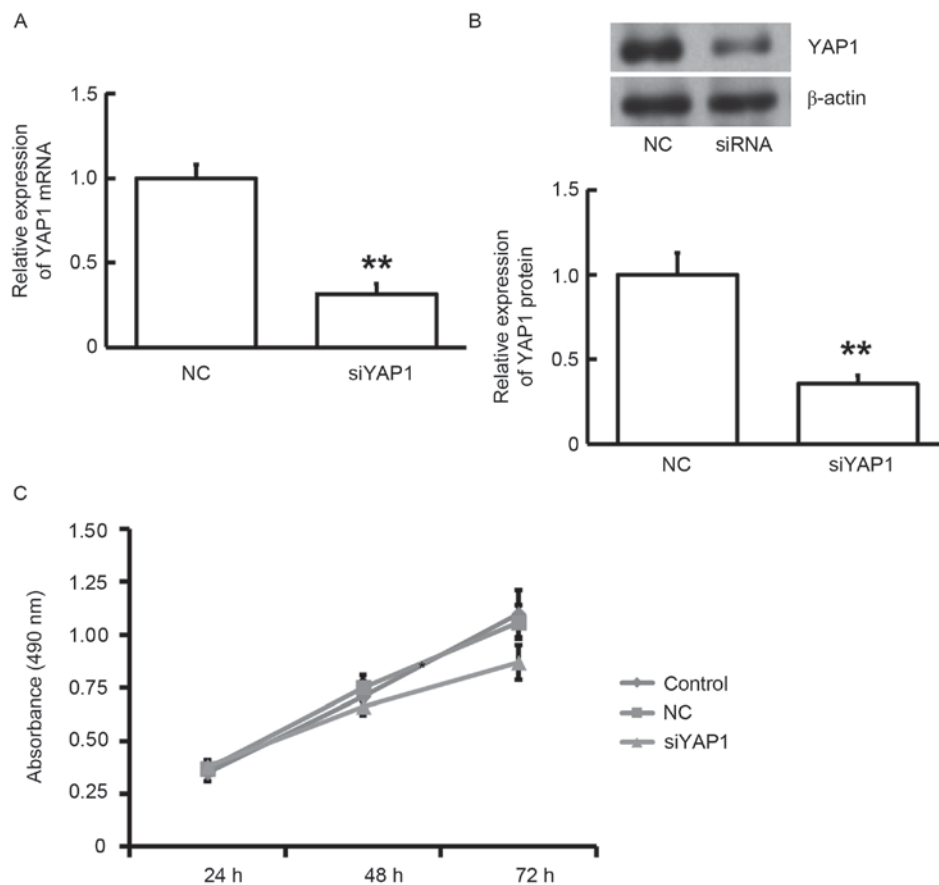 A
Relative expression
of YAP1 mRNA
1.5
1.0
0.5
0
**
NC
siYAP1
B
YAP1
β-actin
NC
siRNA
Relative expression
of YAP1 protein
1.5
1.0
0.5
0
**
NC
siYAP1
C
Absorbance (490 nm)
1.50
1.25
1.00
0.75
0.50
0.25
0
*
24 h
48 h
72 h
Control
NC
siYAP1